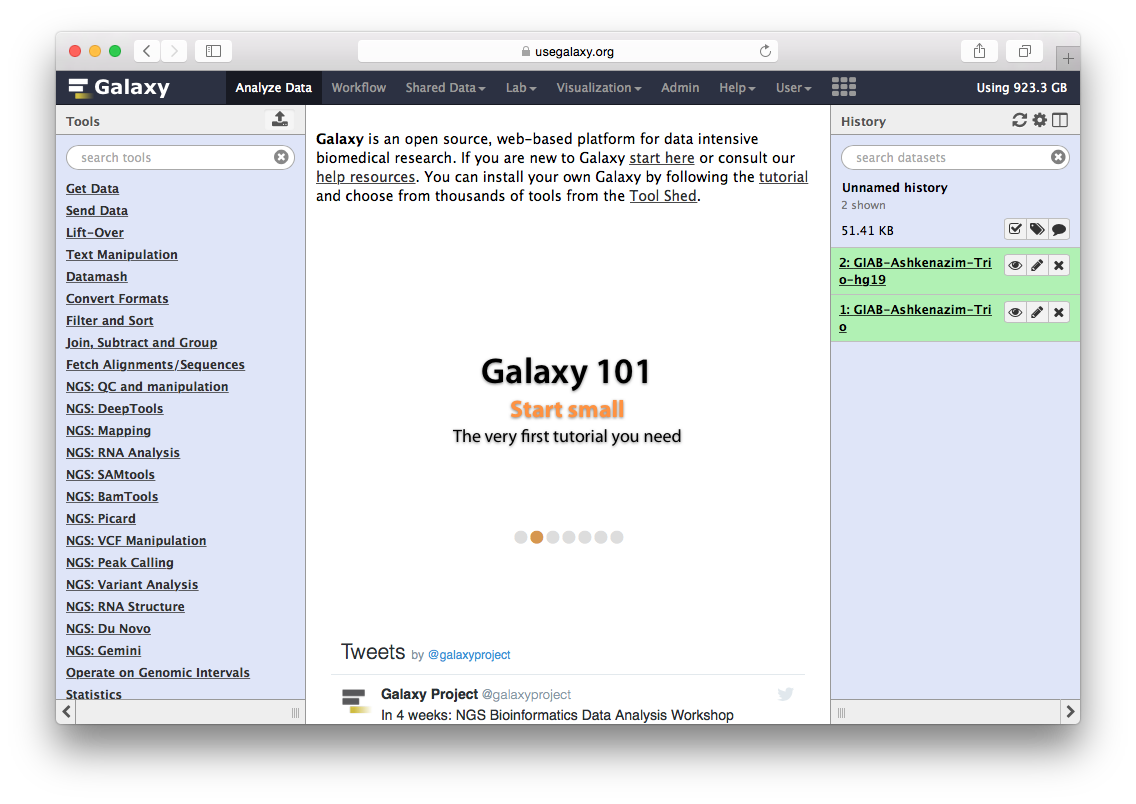 usegalaxy.org
Galaxy
Analyze Data
Workflow
Shared Data
Lab
Visualization
Admin
Help
User
Using 923.3 GB
Tools
search tools
Get Data
Send Data
Lift-Over
Text Manipulation
Datamash
Convert Formats
Filter and Sort
Join, Subtract and Group
Fetch Alignments/Sequences
NGS: QC and manipulation
NGS: DeepTools
NGS: Mapping
NGS: RNA Analysis
NGS: SAMtools
NGS: BamTools
NGS: Picard
NGS: VCF Manipulation
NGS: Peak Calling
NGS: Variant Analysis
NGS: RNA Structure
NGS: Du Novo
NGS: Gemini
Operate on Genomic Intervals
Statistics
Galaxy is an open source, web-based platform for data intensive
biomedical research. If you are new to Galaxy start here or consult our
help resources. You can install your own Galaxy by following the tutorial
and choose from thousands of tools from the Tool Shed.
Galaxy 101
Start small
The very first tutorial you need
Tweets by @galaxyproject
Galaxy Project @galaxyproject
In 4 weeks: NGS Bioinformatics Data Analysis Workshop
History
search datasets
Unnamed history
2 shown
51.41 KB
2: GIAB-Ashkenazim-Tri
o-hg19
1: GIAB-Ashkenazim-Tri
o